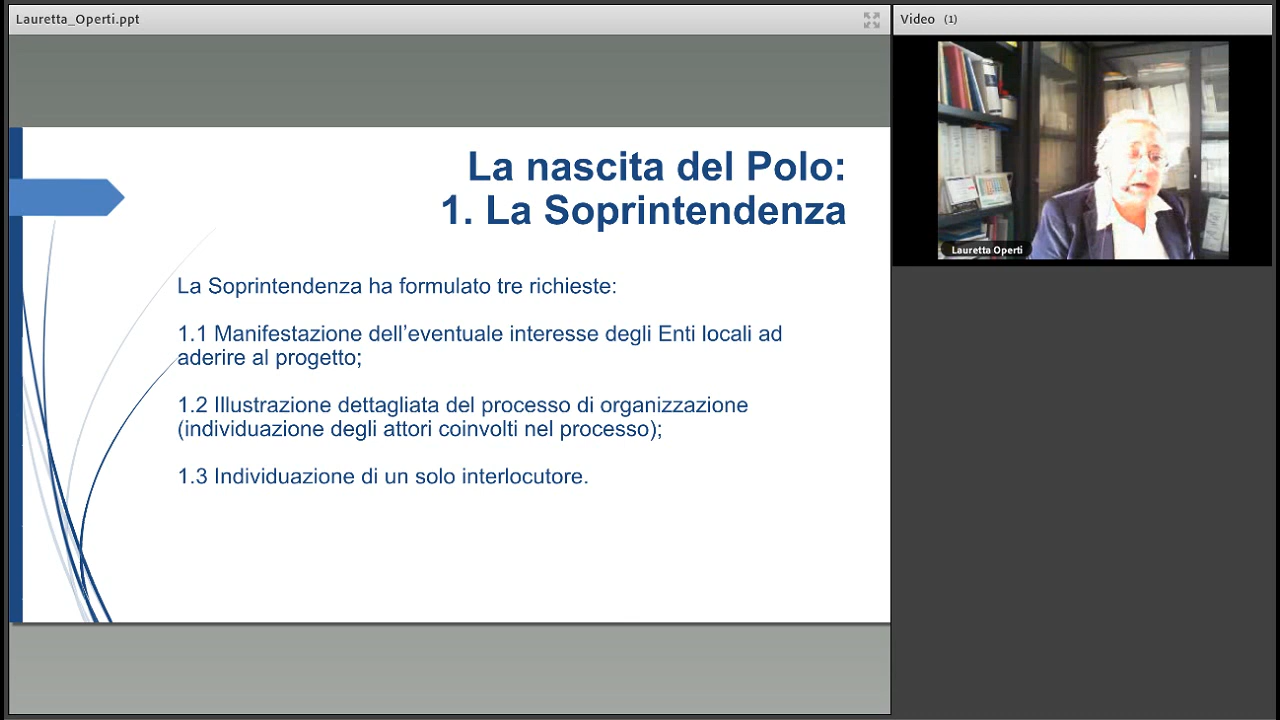 Lauretta_Operti.ppt
Video (1)
La nascita del Polo:
1. La Soprintendenza
La Soprintendenza ha formulato tre richieste:
1.1 Manifestazione dell’eventuale interesse degli Enti locali ad
aderire al progetto;
1.2 Illustrazione dettagliata del processo di organizzazione
(individuazione degli attori coinvolti nel processo);
1.3 Individuazione di un solo interlocutore.
Lauretta Operti